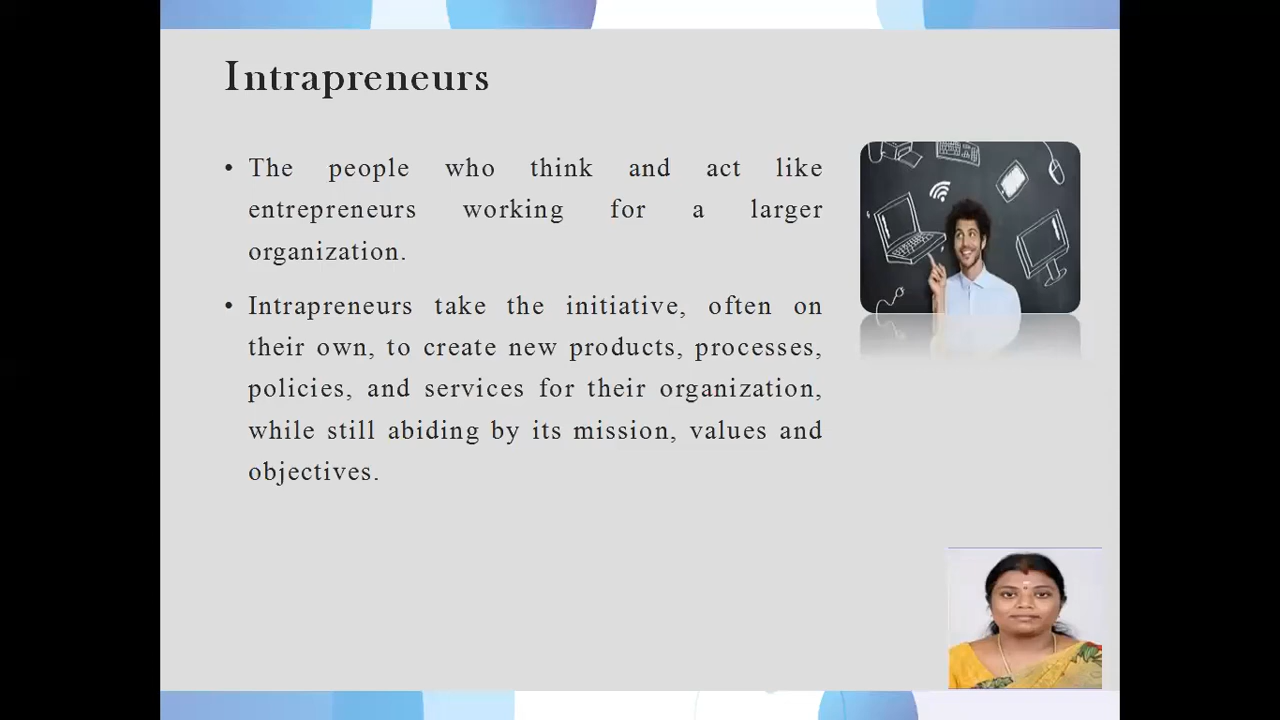 Intrapreneurs
• The people who think and act like
entrepreneurs working for a larger
organization.
• Intrapreneurs take the initiative, often on
their own, to create new products, processes,
policies, and services for their organization,
while still abiding by its mission, values and
objectives.